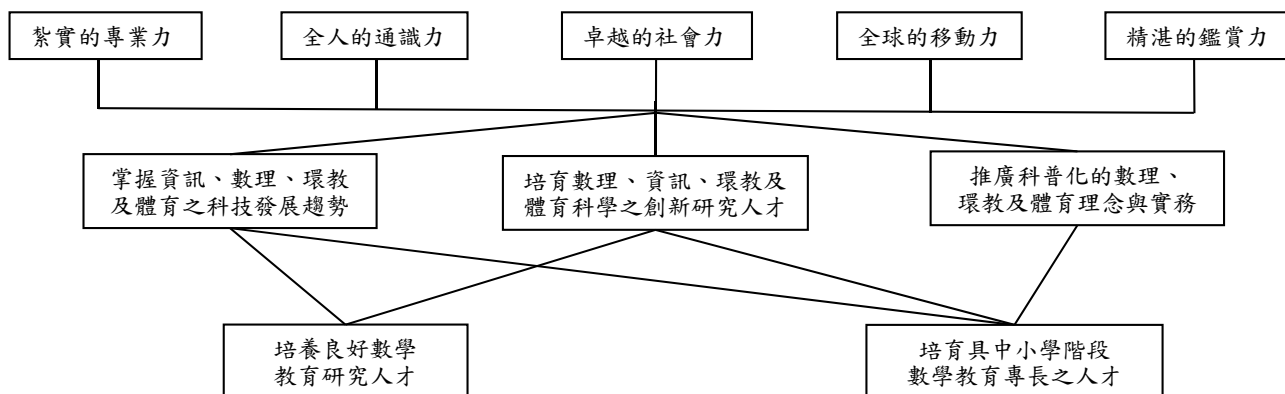 紮實的專業力
全人的通識力
卓越的社會力
全球的移動力
精湛的鑑賞力
掌握資訊、數理、環教
及體育之科技發展趨勢
培育數理、資訊、環教及
體育科學之創新研究人才
推廣科普化的數理、
環教及體育理念與實務
培養良好數學
教育研究人才
培育具中小學階段
數學教育專長之人才